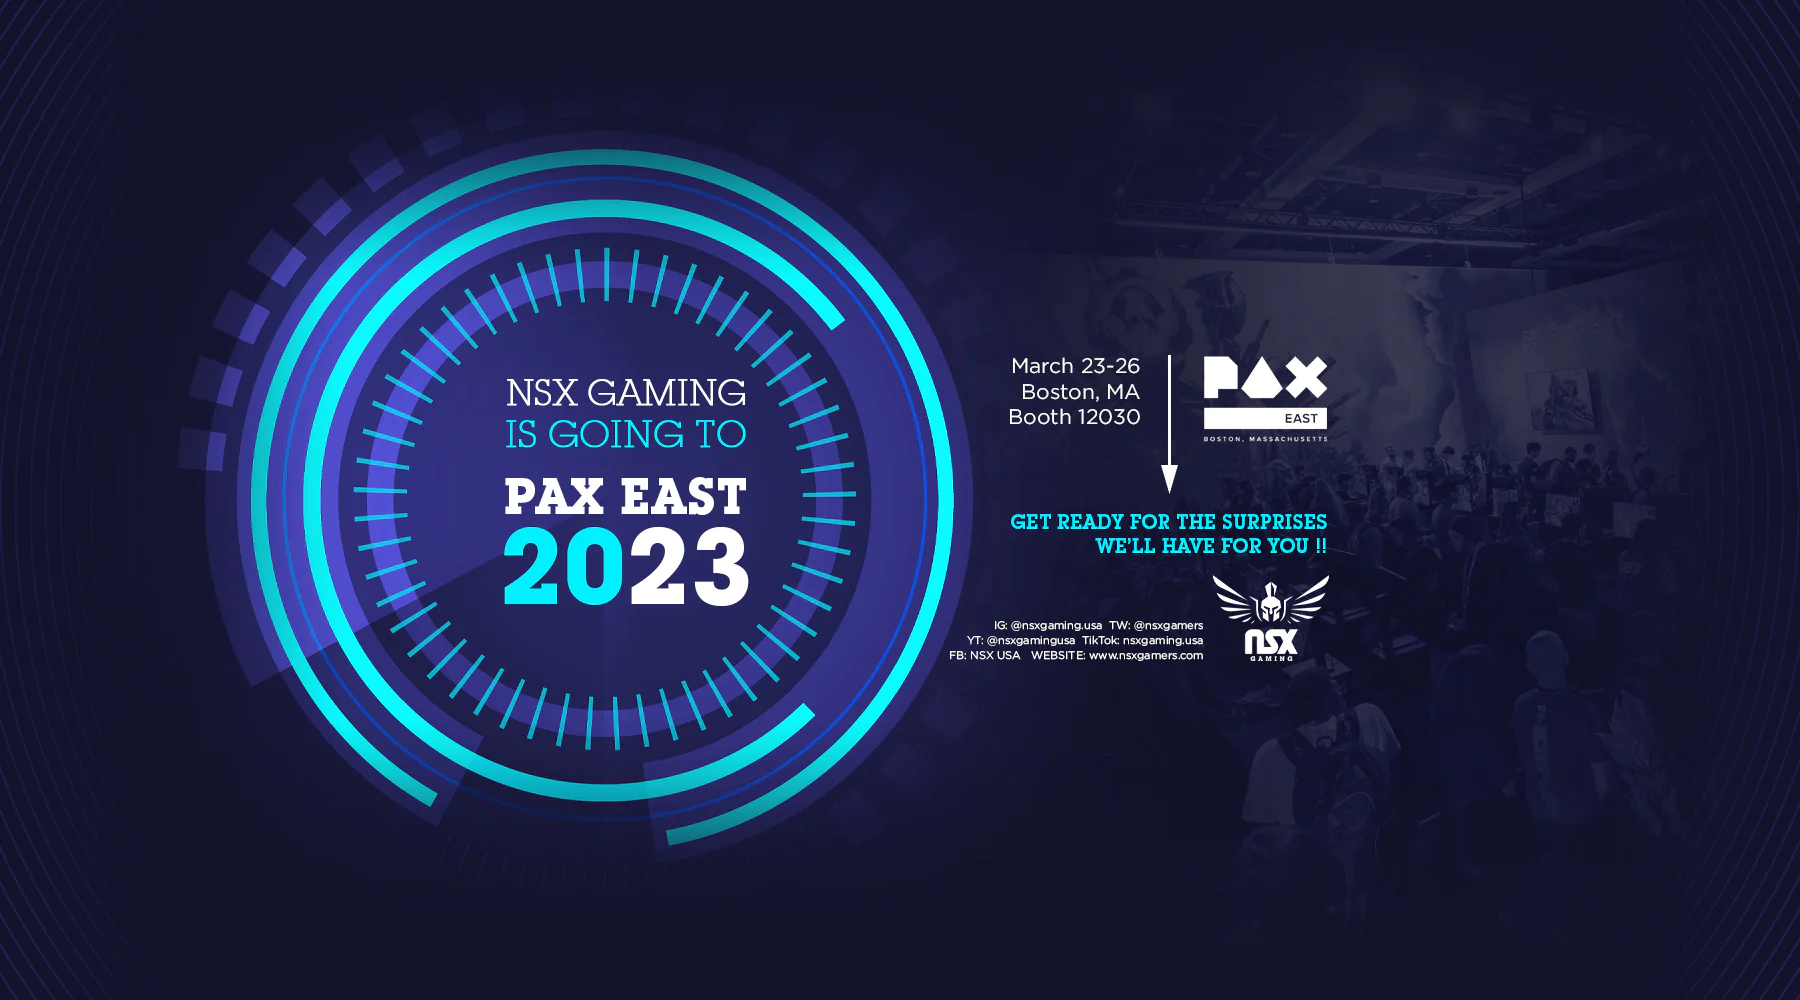 NSX GAMING
IS GOING TO
PAX EAST
2023
March 23-26
Boston, MA
Booth 12030
PAX
EAST
BOSTON, MASSACHUSETTS
GET READY FOR THE SURPRISES
WE'LL HAVE FOR YOU !!
IG: @nsxgaming.usa TW: @nsxgamers
YT: @nsxgamingusa TikTok: nsxgaming.usa
FB: NSX USA WEBSITE: www.nsxgamers.com
NSX
GAMING